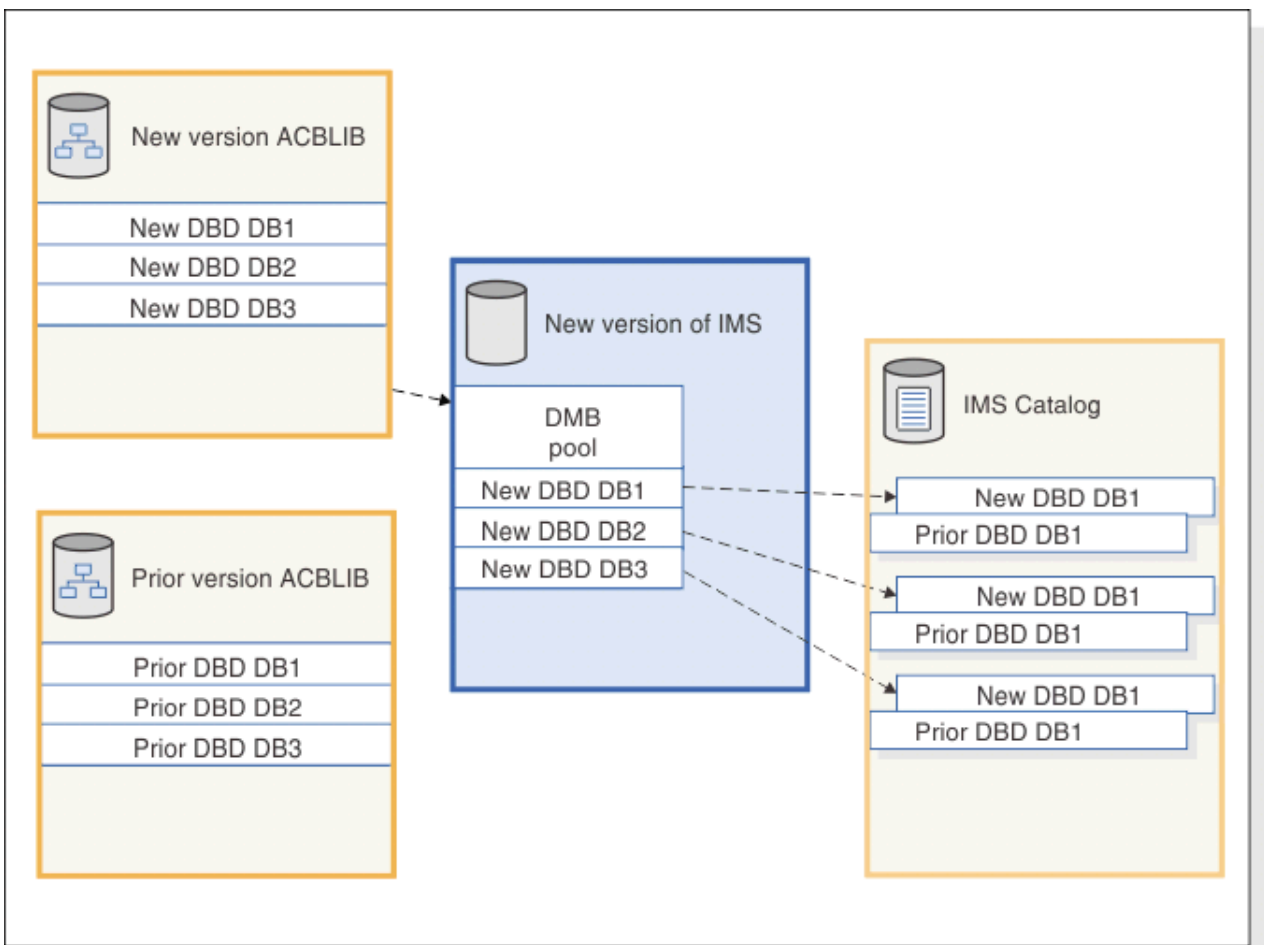 New version ACBLIB
New DBD DB1
New DBD DB2
New DBD DB3
Prior version ACBLIB
Prior DBD DB1
Prior DBD DB2
Prior DBD DB3
New version of IMS
DMB
pool
New DBD DB1
New DBD DB2
New DBD DB3
IMS Catalog
New DBD DB1
Prior DBD DB1
New DBD DB1
Prior DBD DB1
New DBD DB1
Prior DBD DB1